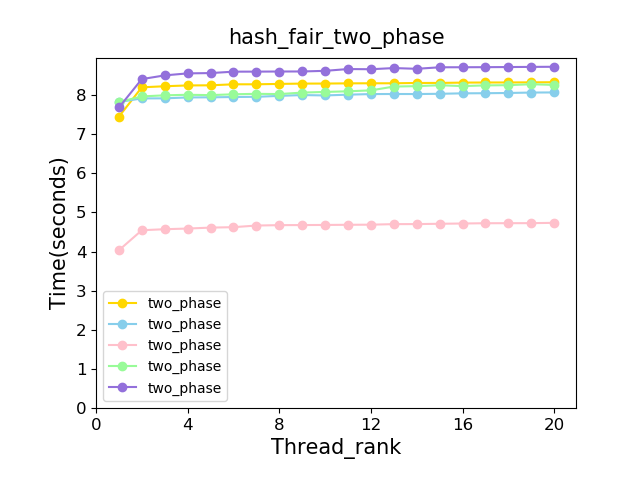 hash_fair_two_phase
Time(seconds)
8
7
6
5
4
3
2
1
0
two_phase
two_phase
two_phase
two_phase
two_phase
0 4 8 12 16 20
Thread_rank